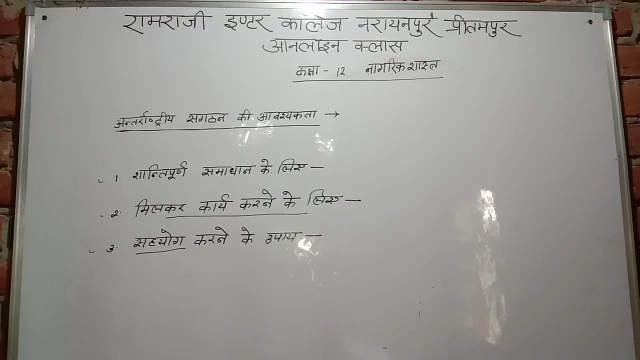 रामराजी इण्टर कॉलेज नरायनपुर प्रीतमपुर
आनलाइन क्लास
कक्षा - 12 नागरिक शास्त्र
अन्तर्राष्ट्रीय संगठन की आवश्यकता →
1. शान्तिपूर्ण समाधान के लिए —
2. मिलकर कार्य करने के लिए —
3. सहयोग करने के उपाय —